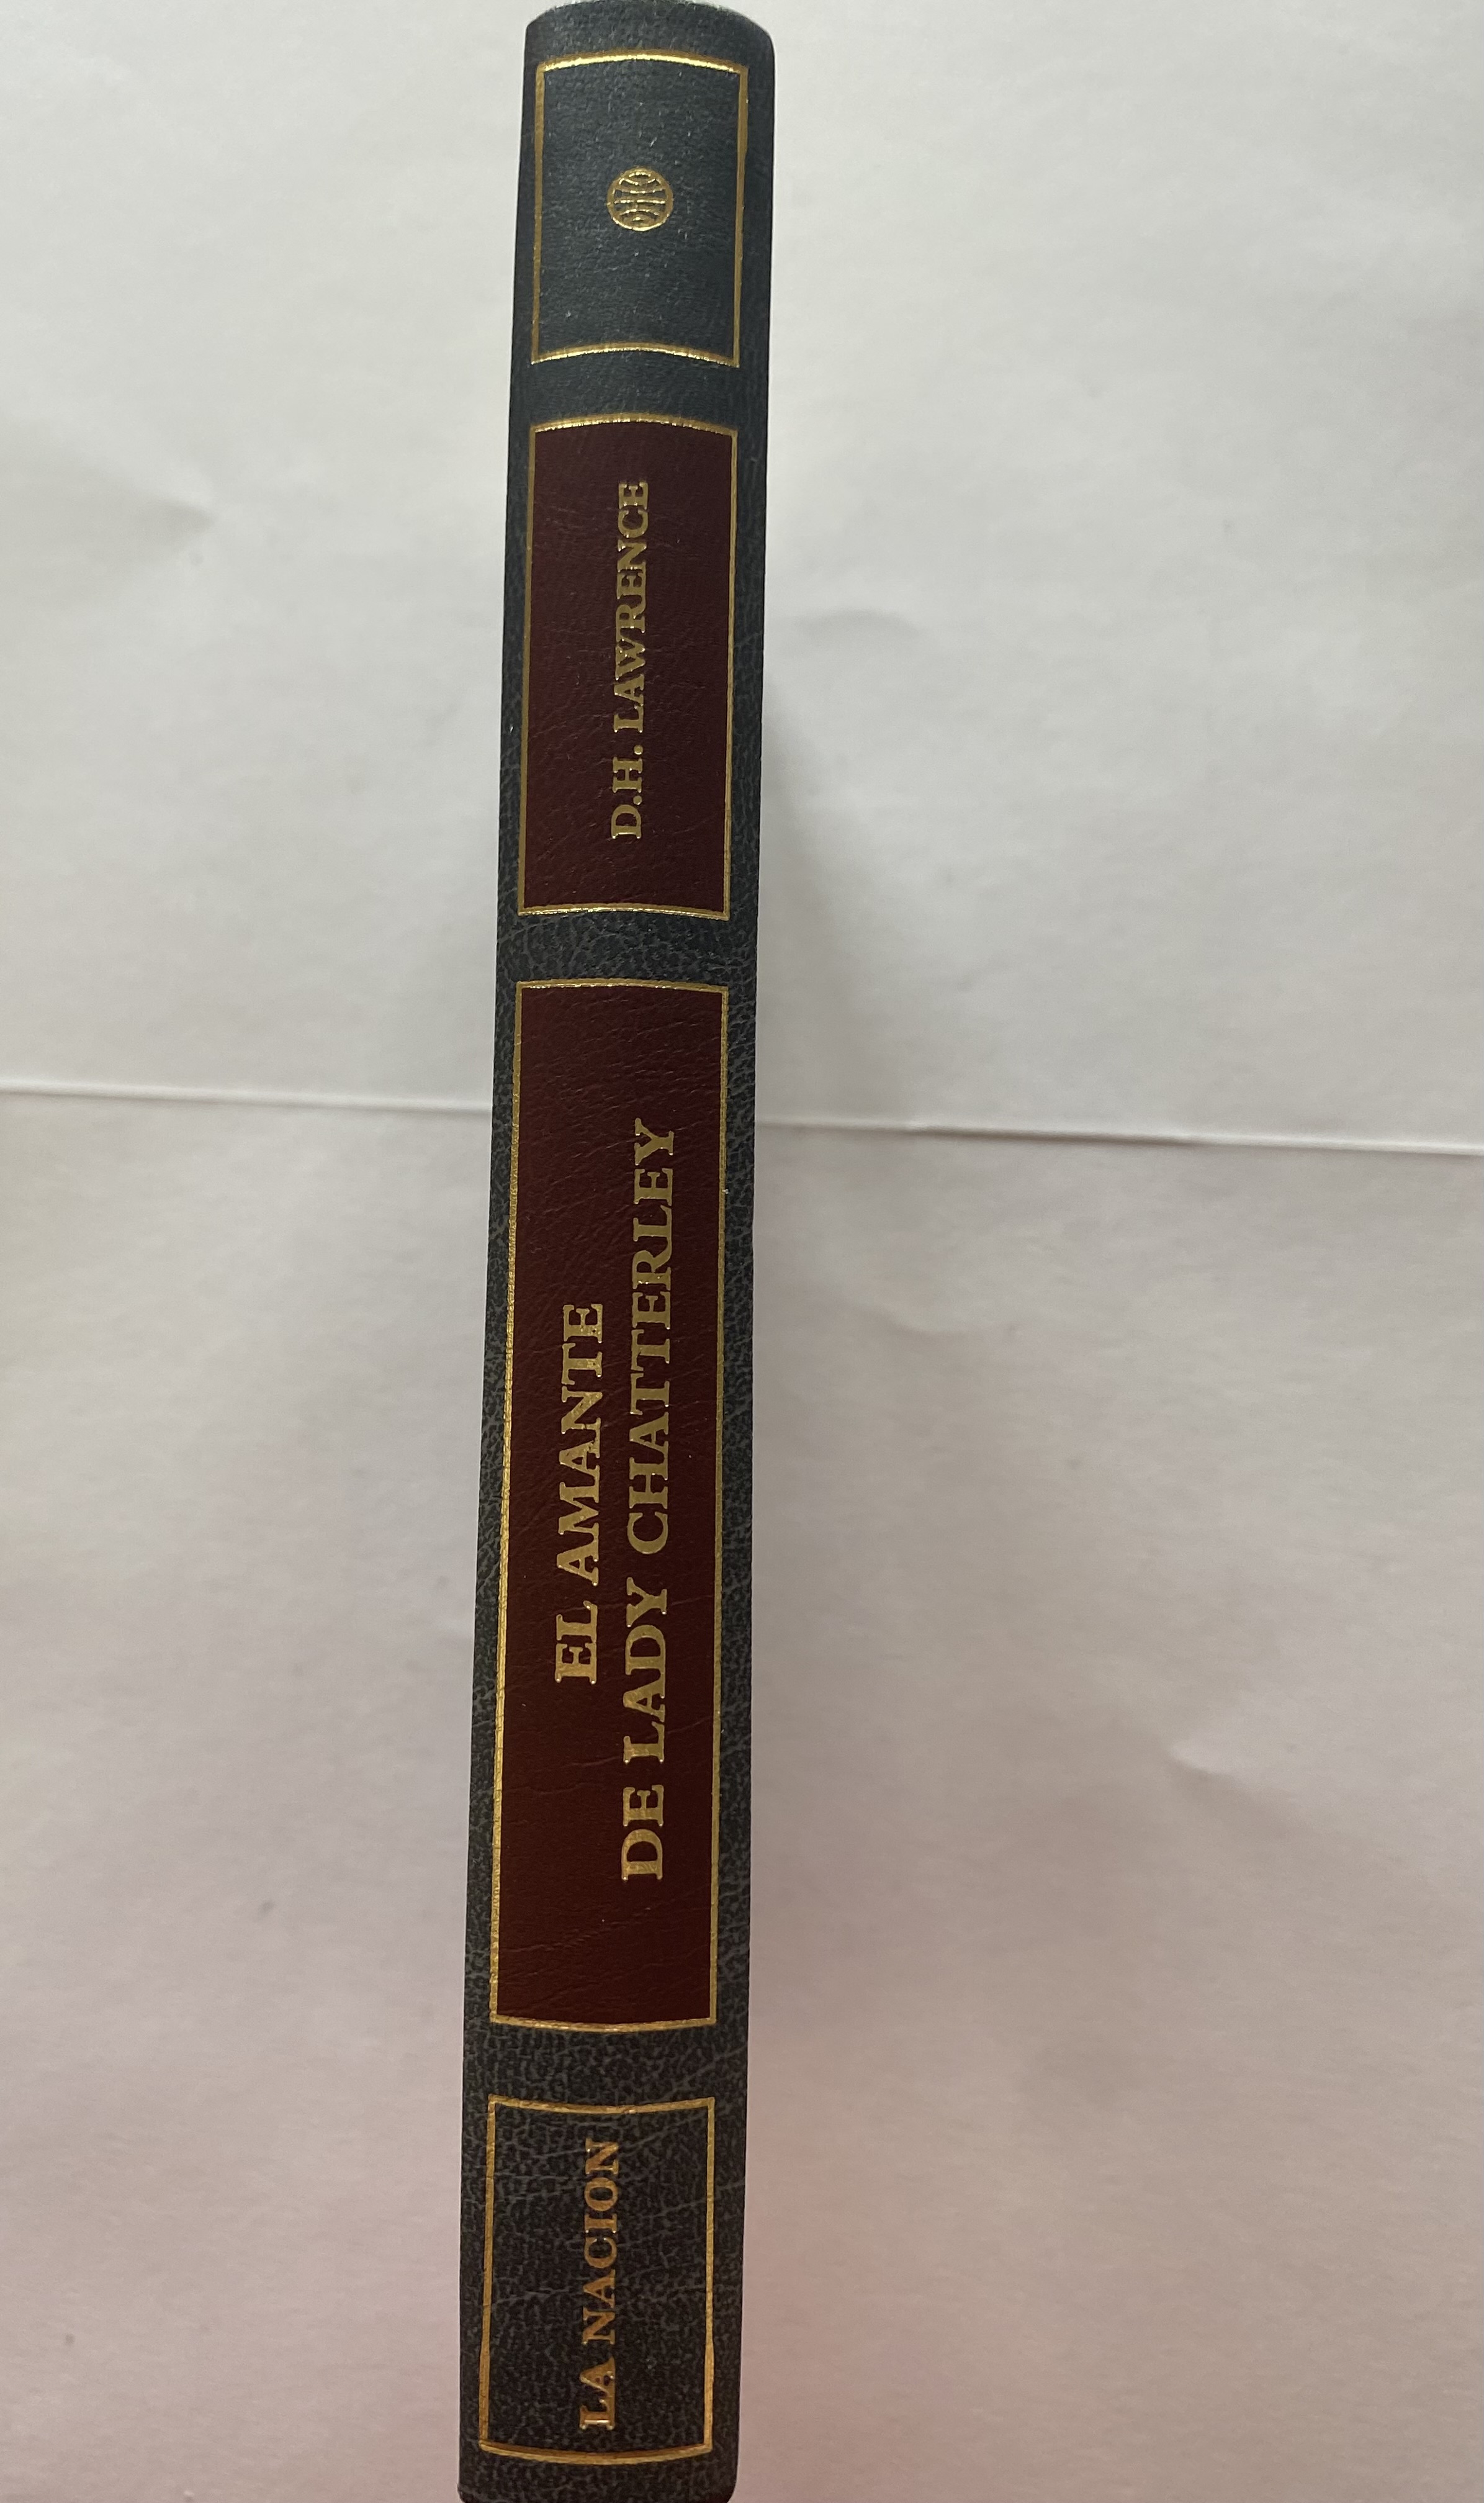 D.H. LAWRENCE
EL AMANTE
DE LADY CHATTERLEY
LA NACION